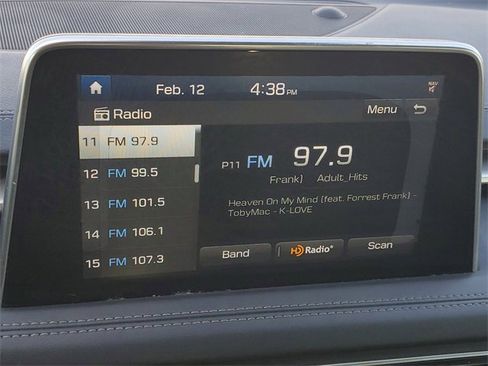 Feb. 12 4:38PM NAV
Radio Menu
11 FM 97.9
12 FM 99.5
13 FM 101.5
14 FM 106.1
15 FM 107.3
P11 FM 97.9
Frank) Adult_Hits
Heaven On My Mind (feat. Forrest Frank) -
TobyMac - K-LOVE
Band HD Radio® Scan